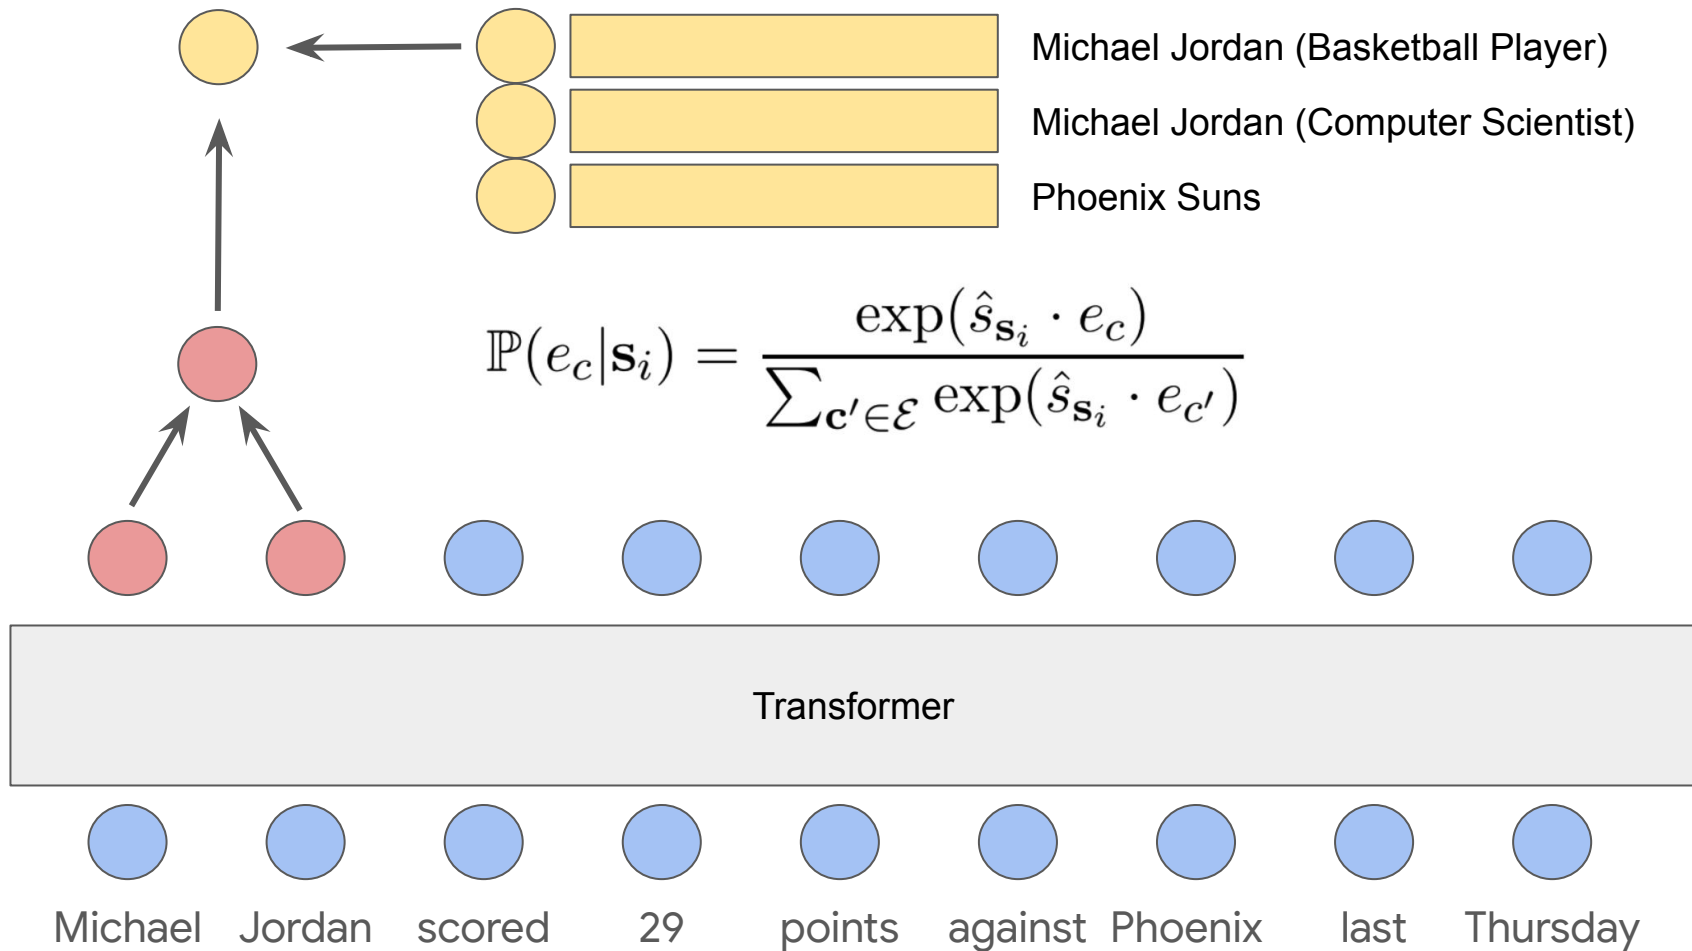 Michael Jordan (Basketball Player)
Michael Jordan (Computer Scientist)
Phoenix Suns
ℙ(e_c|𝐬_i) = exp(ŝ_{𝐬_i} · e_c) / ∑_{𝐜′∈ℰ} exp(ŝ_{𝐬_i} · e_{c′})
Transformer
Michael Jordan scored 29 points against Phoenix last Thursday